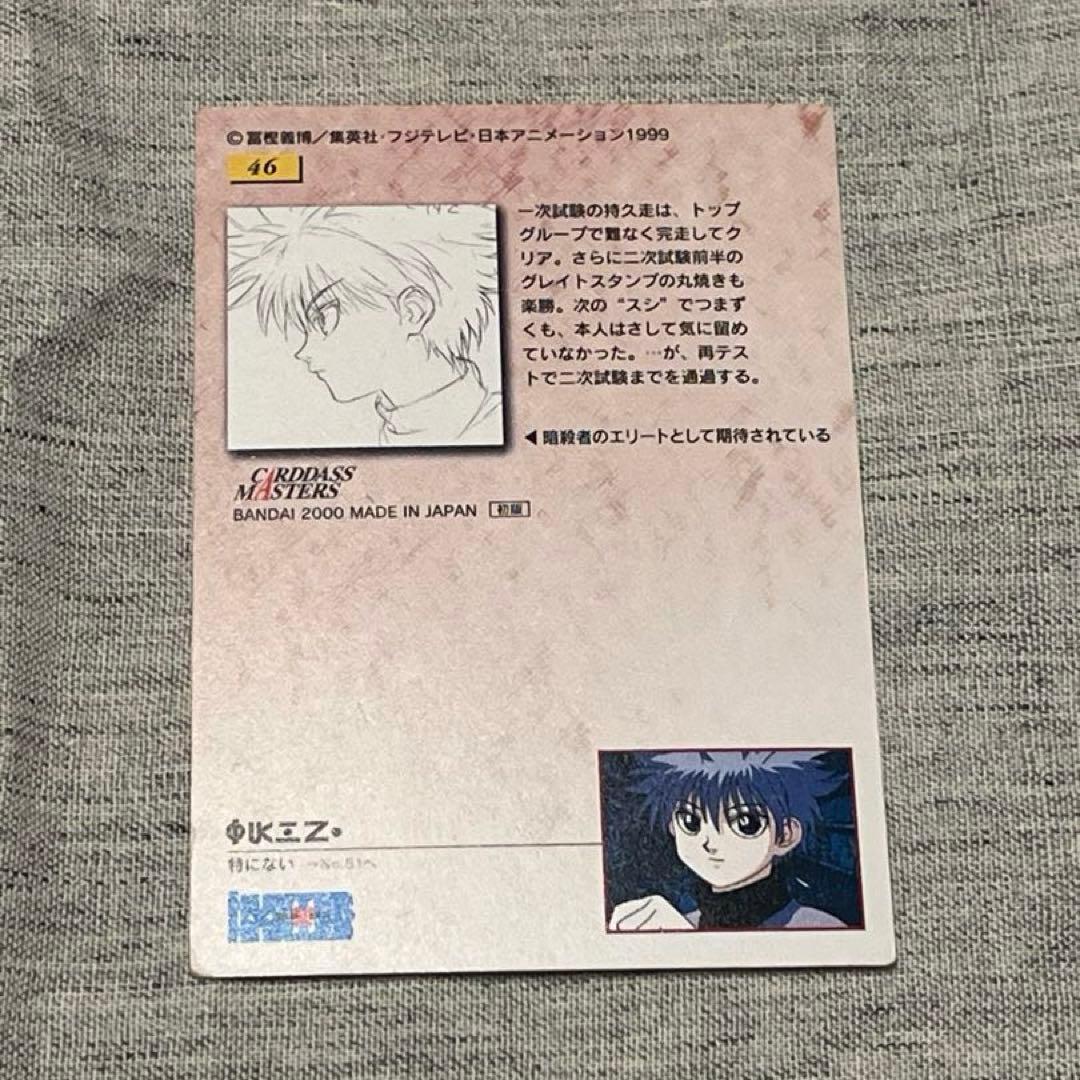 ©冨樫義博／集英社・フジテレビ・日本アニメーション1999
46
一次試験の持久走は、トップ
グループで難なく完走してク
リア。さらに二次試験前半の
グレイトスタンプの丸焼きも
楽勝。次の“スシ”でつまず
くも、本人はさして気に留め
ていなかった。…が、再テス
トで二次試験までを通過する。
◀暗殺者のエリートとして期待されている
CARDDASS
MASTERS
BANDAI 2000 MADE IN JAPAN 初版
特にない →No.51へ